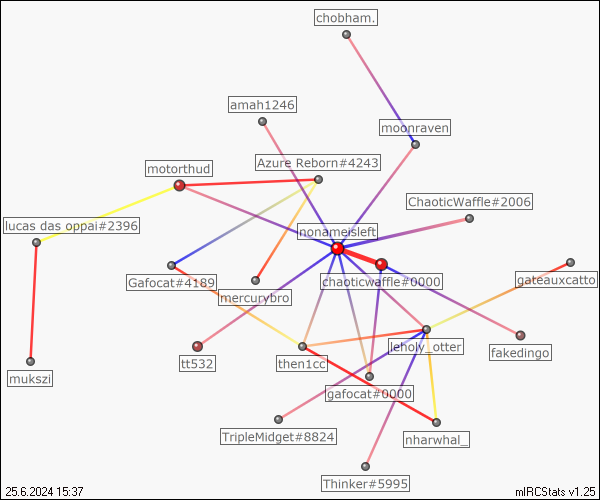 chobham.
amah1246
moonraven
Azure Reborn#4243
motorthud
ChaoticWaffle#2006
lucas das oppai#2396
nonameisleft
Gafocat#4189
chaoticwaffle#0000
gateauxcatto
mercurybro
leholy_otter
fakedingo
tt532
then1cc
mukszi
gafocat#0000
TripleMidget#8824
nharwhal_
Thinker#5995
25.6.2024 15:37
mIRCStats v1.25